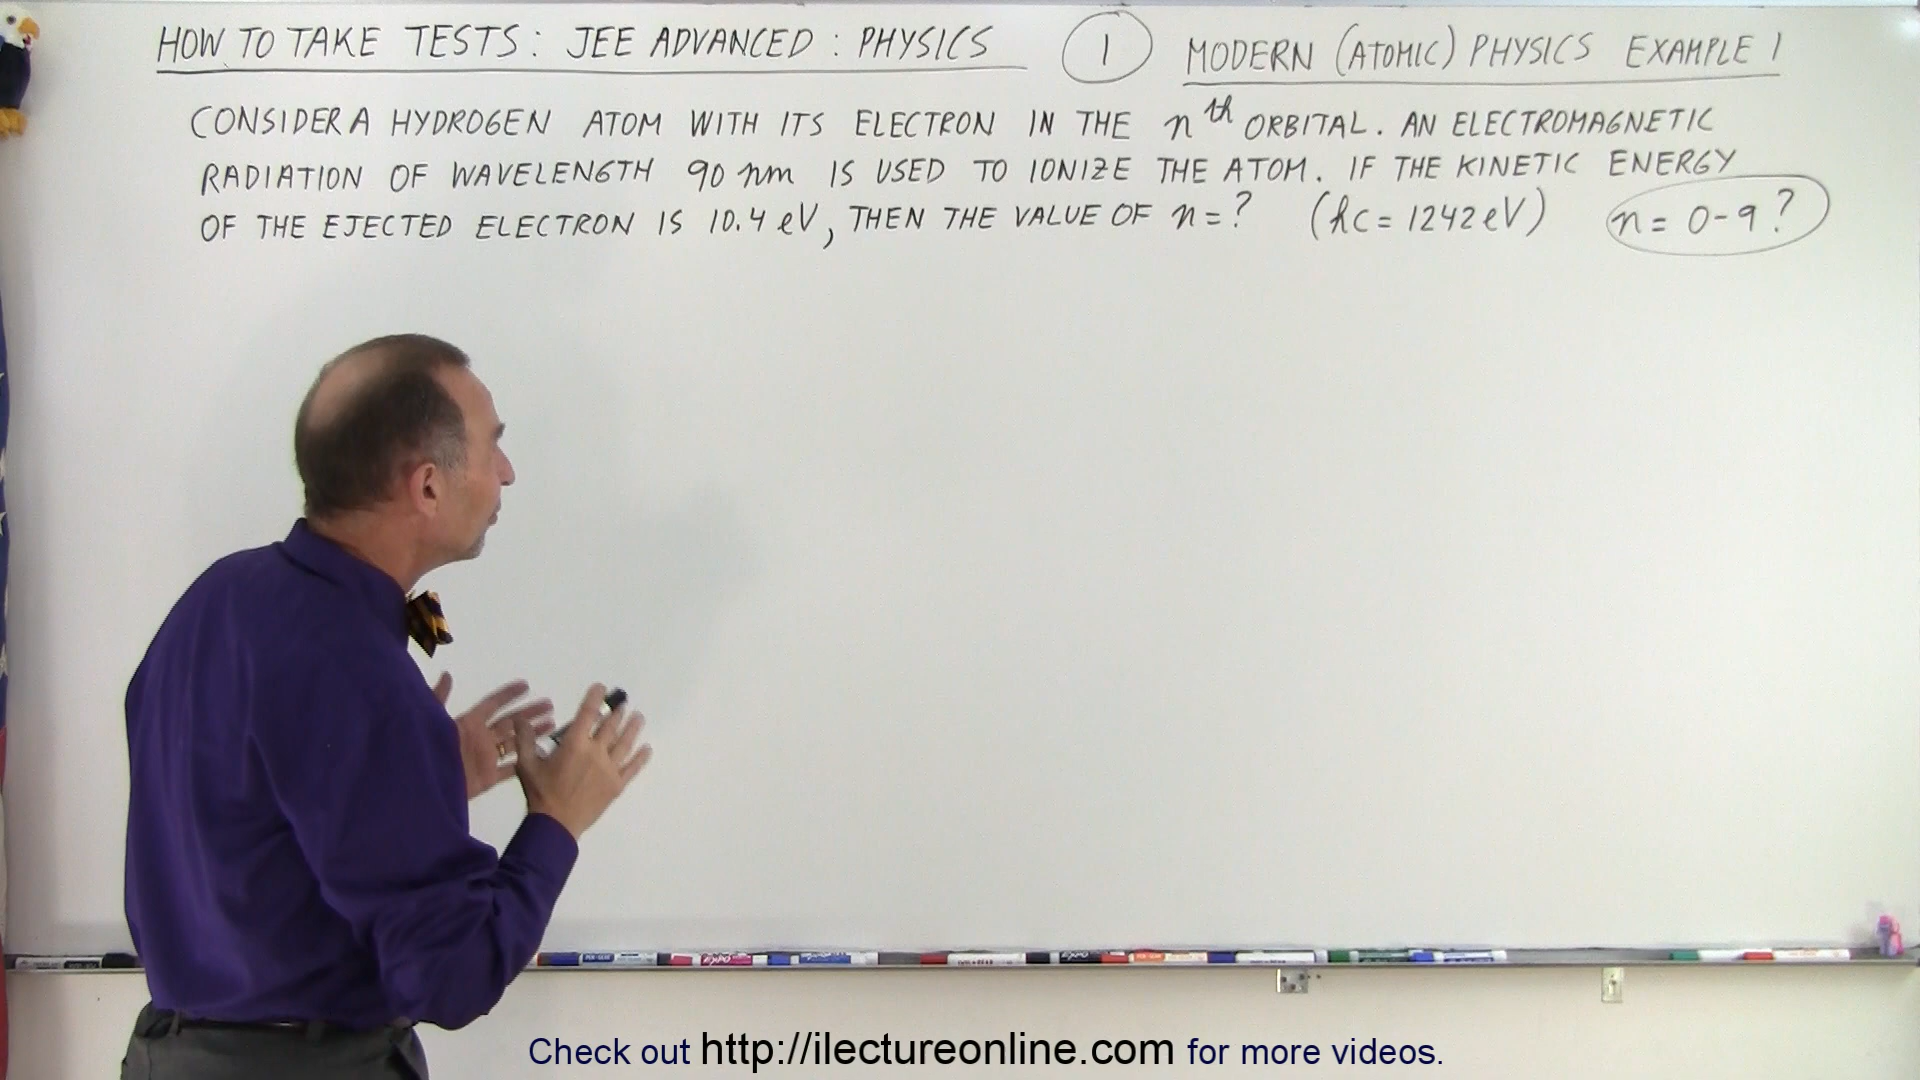 HOW TO TAKE TESTS: JEE ADVANCED: PHYSICS 1 MODERN (ATOMIC) PHYSICS EXAMPLE 1
CONSIDER A HYDROGEN ATOM WITH ITS ELECTRON IN THE nth ORBITAL. AN ELECTROMAGNETIC
RADIATION OF WAVELENGTH 90 nm IS USED TO IONIZE THE ATOM. IF THE KINETIC ENERGY
OF THE EJECTED ELECTRON IS 10.4 eV, THEN THE VALUE OF n=? (hc = 1242 eV) n = 0-9?
Check out http://ilectureonline.com for more videos.